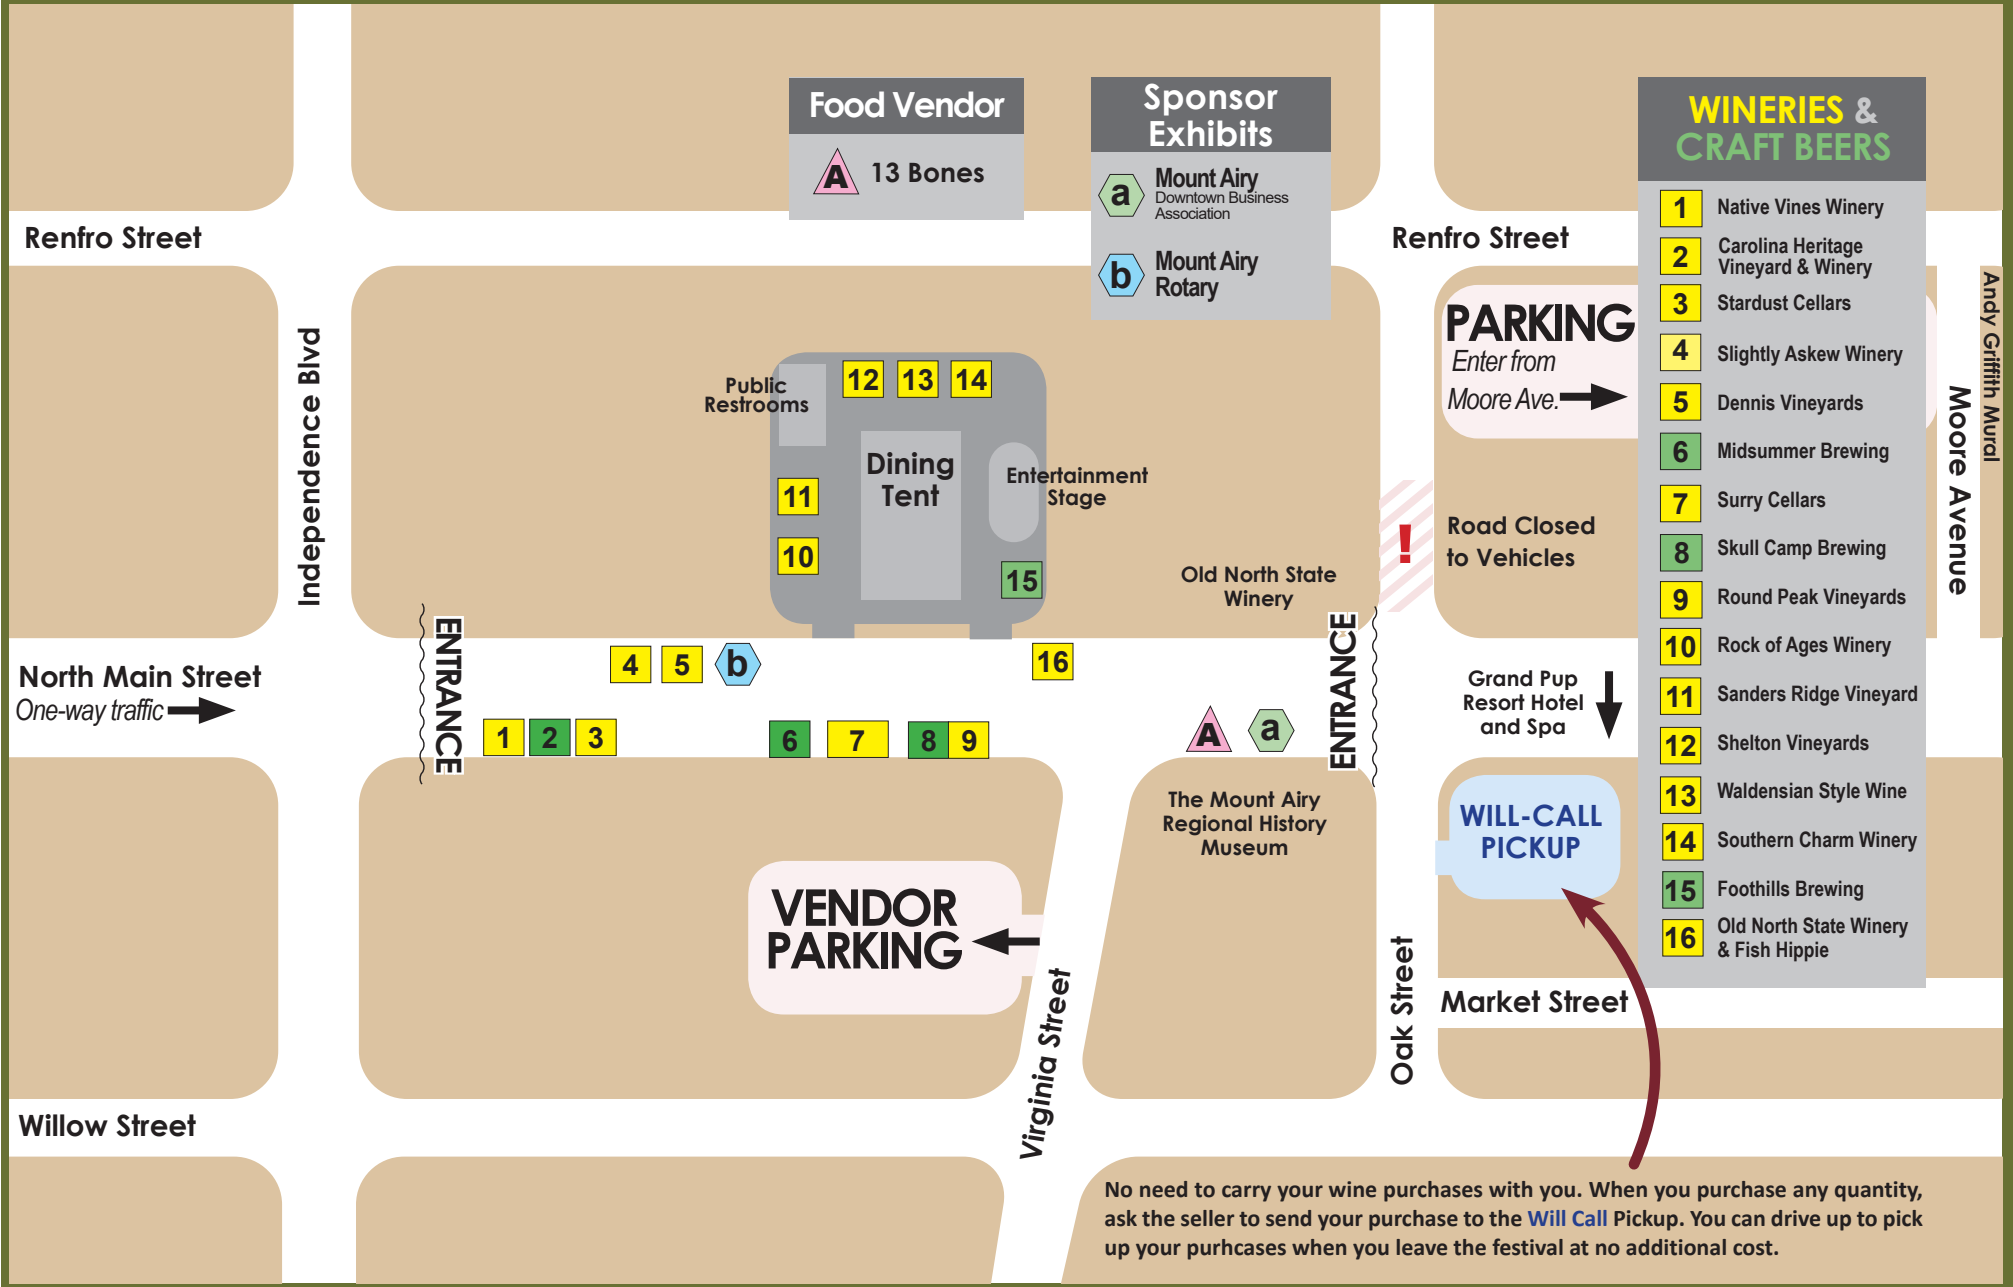 Food Vendor
A 13 Bones
Sponsor
Exhibits
a Mount Airy
Downtown Business
Association
b Mount Airy
Rotary
WINERIES &
CRAFT BEERS
1 Native Vines Winery
2 Carolina Heritage
Vineyard & Winery
3 Stardust Cellars
4 Slightly Askew Winery
5 Dennis Vineyards
6 Midsummer Brewing
7 Surry Cellars
8 Skull Camp Brewing
9 Round Peak Vineyards
10 Rock of Ages Winery
11 Sanders Ridge Vineyard
12 Shelton Vineyards
13 Waldensian Style Wine
14 Southern Charm Winery
15 Foothills Brewing
16 Old North State Winery
& Fish Hippie
Renfro Street
Renfro Street
PARKING
Enter from
Moore Ave.
Andy Griffith Mural
Moore Avenue
Independence Blvd
Public
Restrooms
12 13 14
Dining
Tent
11
10
Entertainment
Stage
15
Old North State
Winery
!
Road Closed
to Vehicles
North Main Street
One-way traffic
ENTRANCE
4 5 b
16
1 2 3
6 7 8 9
A a
ENTRANCE
Grand Pup
Resort Hotel
and Spa
The Mount Airy
Regional History
Museum
WILL-CALL
PICKUP
VENDOR
PARKING
Virginia Street
Oak Street
Market Street
Willow Street
No need to carry your wine purchases with you. When you purchase any quantity,
ask the seller to send your purchase to the Will Call Pickup. You can drive up to pick
up your purhcases when you leave the festival at no additional cost.